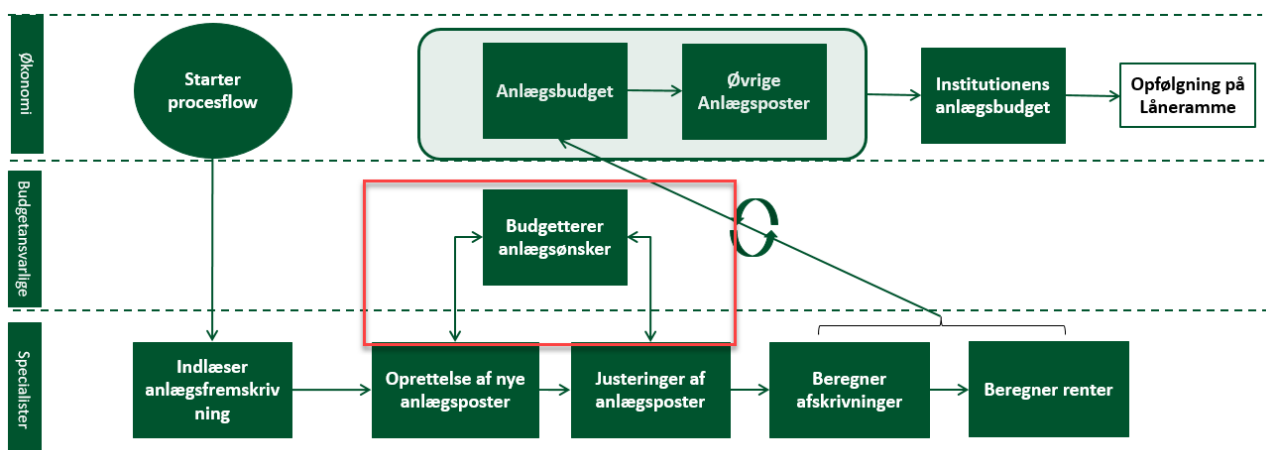 Økonomi
Starter
procesflow
Anlægsbudget
Øvrige
Anlægsposter
Institutionens
anlægsbudget
Opfølgning på
Låneramme
Budgetansvarlige
Budgetterer
anlægsønsker
Specialister
Indlæser
anlægsfremskriv
ning
Oprettelse af nye
anlægsposter
Justeringer af
anlægsposter
Beregner
afskrivninger
Beregner renter